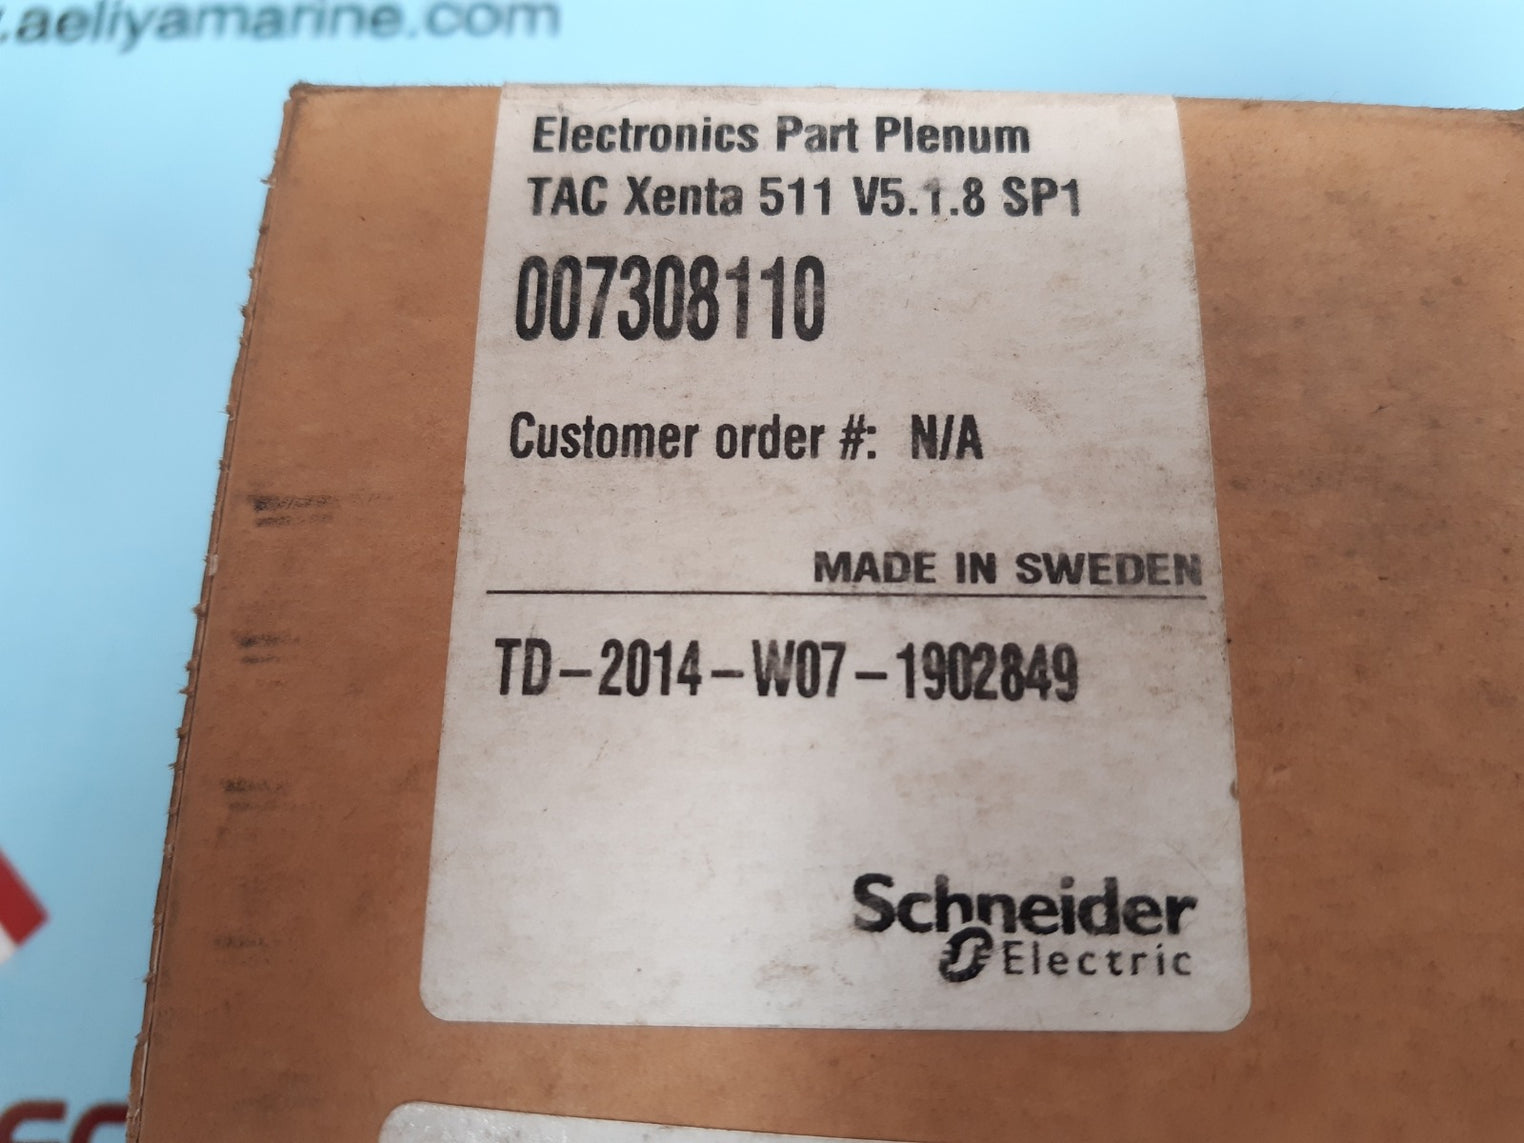 .aeliyamarine.com
Electronics Part Plenum
TAC Xenta 511 V5.1.8 SP1
007308110
Customer order #: N/A
MADE IN SWEDEN
TD-2014-W07-1902849
Schneider
Electric